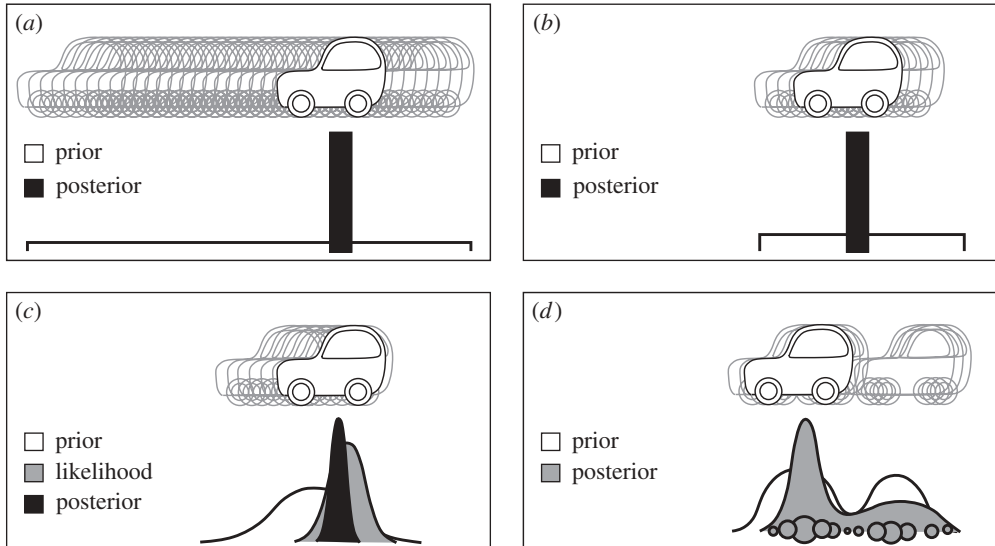 (a)
prior
posterior
(b)
prior
posterior
(c)
prior
likelihood
posterior
(d)
prior
posterior